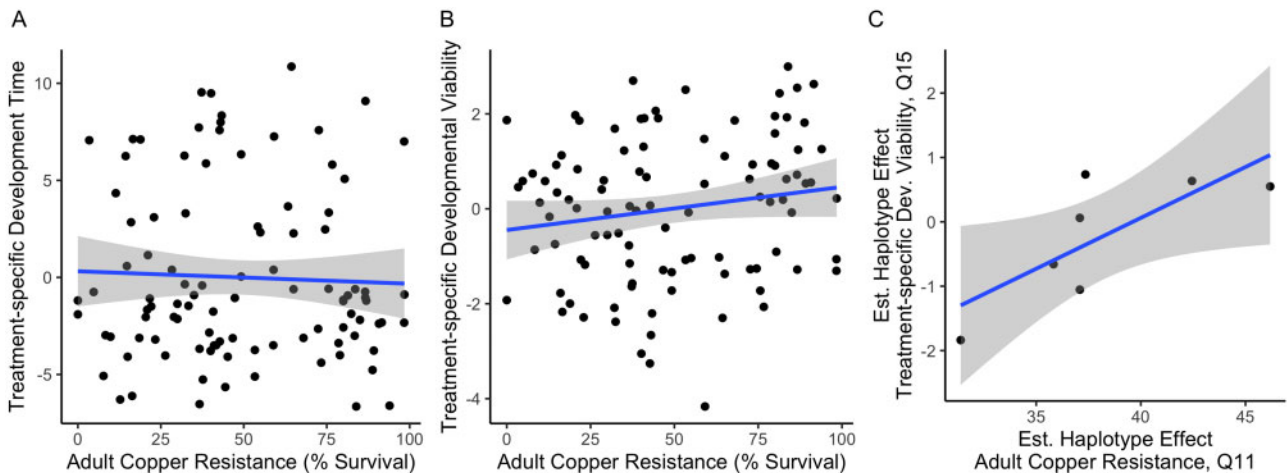 A
Treatment-specific Development Time
10
5
0
-5
0
25
50
75
100
Adult Copper Resistance (% Survival)
B
Treatment-specific Developmental Viability
2
0
-2
-4
0
25
50
75
100
Adult Copper Resistance (% Survival)
C
Est. Haplotype Effect
Treatment-specific Dev. Viability, Q15
2
1
0
-1
-2
35
40
45
Est. Haplotype Effect
Adult Copper Resistance, Q11